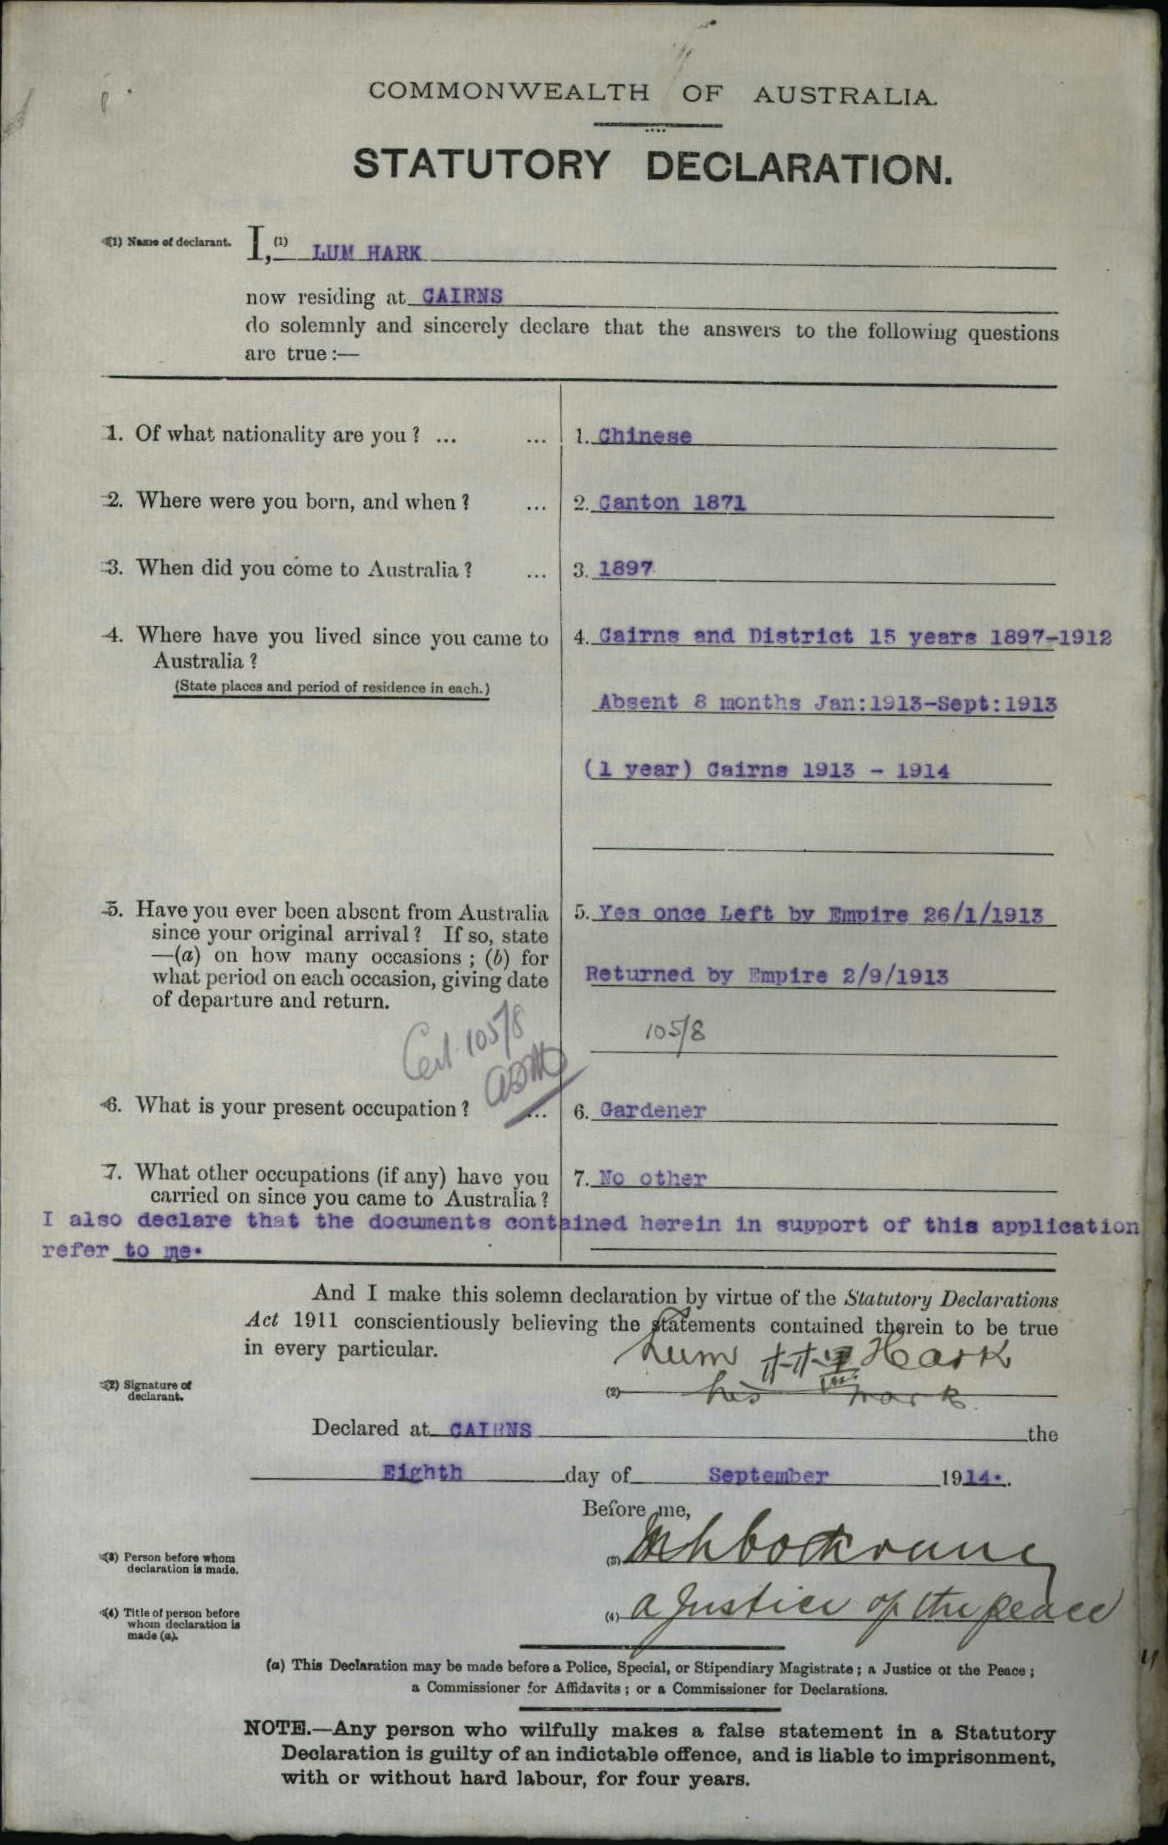 COMMONWEALTH OF AUSTRALIA.
STATUTORY DECLARATION.
(1) Name of declarant.
I, (1) LUM HARK
now residing at CAIRNS
do solemnly and sincerely declare that the answers to the following questions
are true :—
1. Of what nationality are you ? ... ... 1. Chinese
2. Where were you born, and when ? ... 2. Canton 1871
3. When did you come to Australia ? ... 3. 1897
4. Where have you lived since you came to 4. Cairns and District 15 years 1897-1912
Australia ?
(State places and period of residence in each.)
Absent 8 months Jan:1913-Sept:1913
(1 year) Cairns 1913 - 1914
5. Have you ever been absent from Australia 5. Yes once Left by Empire 26/1/1913
since your original arrival ? If so, state
—(a) on how many occasions ; (b) for
what period on each occasion, giving date Returned by Empire 2/9/1913
of departure and return.
Cert. 105/8 105/8
6. What is your present occupation ? ... 6. Gardener
7. What other occupations (if any) have you 7. No other
carried on since you came to Australia ?
I also declare that the documents contained herein in support of this application
refer to me.
And I make this solemn declaration by virtue of the Statutory Declarations
Act 1911 conscientiously believing the statements contained therein to be true
in every particular.
Lum Hark
(2) Signature of
declarant.
(2) his mark
Declared at CAIRNS the
Eighth day of September 1914.
Before me,
(3) Person before whom
declaration is made.
(3)
(4) Title of person before
whom declaration is
made (a).
(4) a Justice of the peace
(a) This Declaration may be made before a Police, Special, or Stipendiary Magistrate ; a Justice of the Peace ;
a Commissioner for Affidavits ; or a Commissioner for Declarations.
NOTE.—Any person who wilfully makes a false statement in a Statutory
Declaration is guilty of an indictable offence, and is liable to imprisonment,
with or without hard labour, for four years.